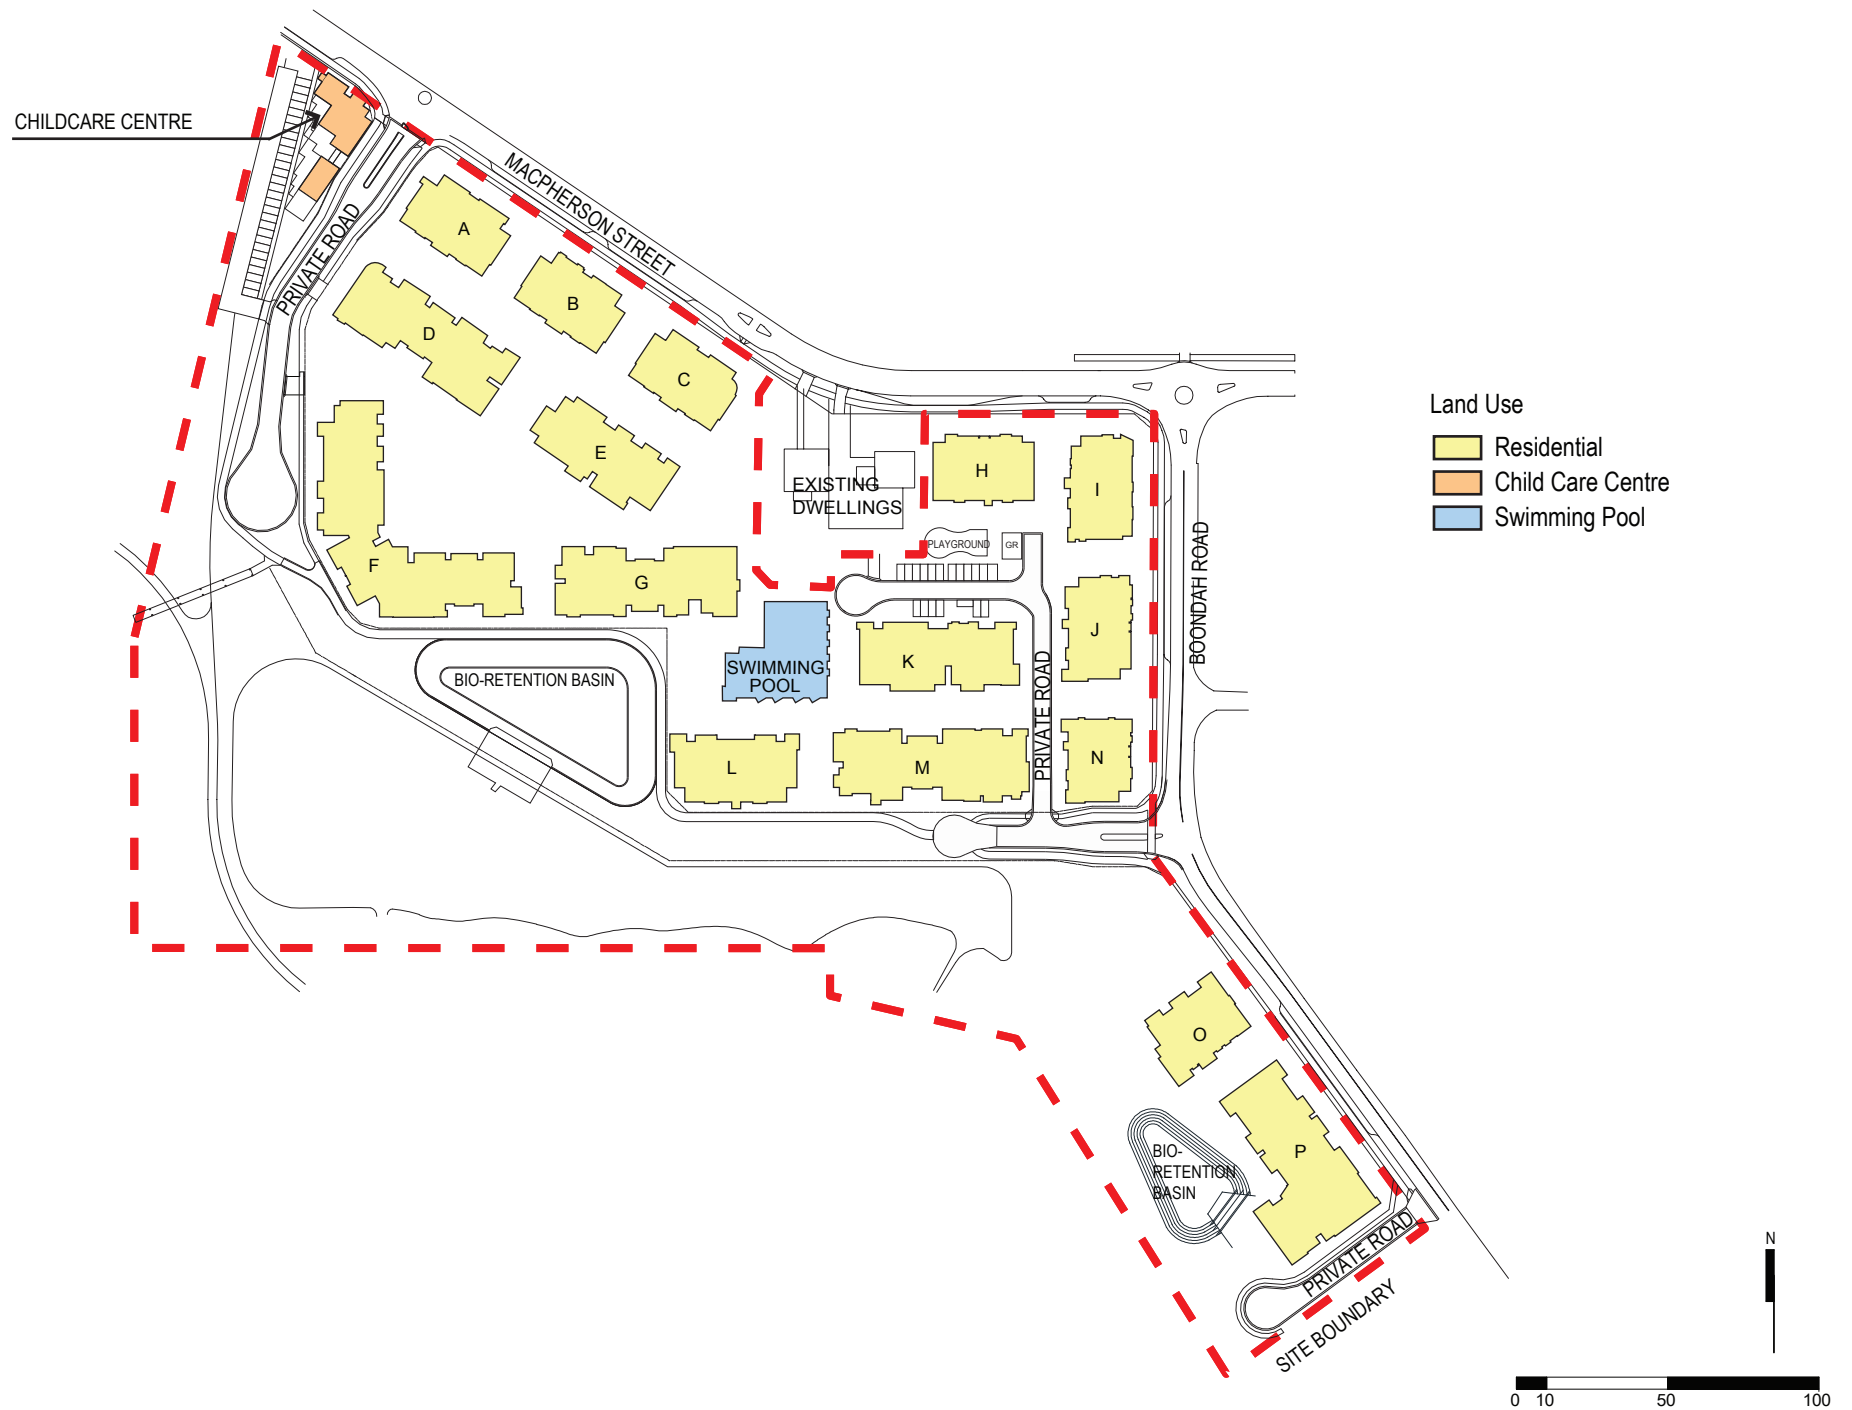 CHILDCARE CENTRE
MACPHERSON STREET
PRIVATE ROAD
A
B
C
D
E
F
G
EXISTING
DWELLINGS
H
I
PLAYGROUND
GR
J
BOONDAH ROAD
K
SWIMMING
POOL
BIO-RETENTION BASIN
PRIVATE ROAD
L
M
N
O
P
BIO-
RETENTION
BASIN
PRIVATE ROAD
SITE BOUNDARY
Land Use
Residential
Child Care Centre
Swimming Pool
N
0 10 50 100